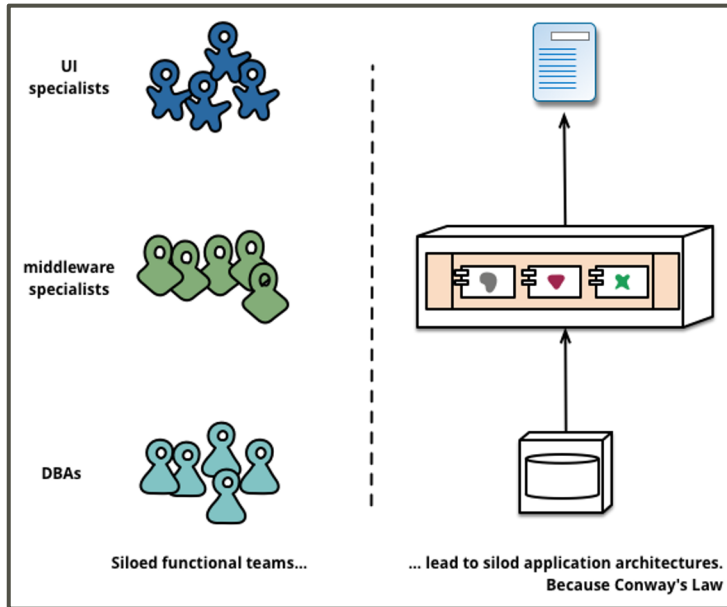 UI
specialists
middleware
specialists
DBAs
Siloed functional teams...
... lead to silod application architectures.
Because Conway's Law